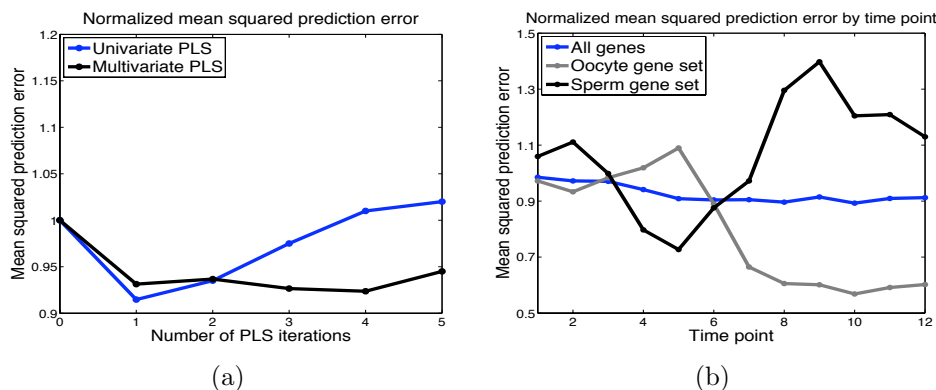 Normalized mean squared prediction error
1.2
1.15
1.1
1.05
1
0.95
0.9
Mean squared prediction error
Univariate PLS
Multivariate PLS
0 1 2 3 4 5
Number of PLS iterations
(a)
Normalized mean squared prediction error by time point
1.5
1.3
1.1
0.9
0.7
0.5
Mean squared prediction error
All genes
Oocyte gene set
Sperm gene set
2 4 6 8 10 12
Time point
(b)